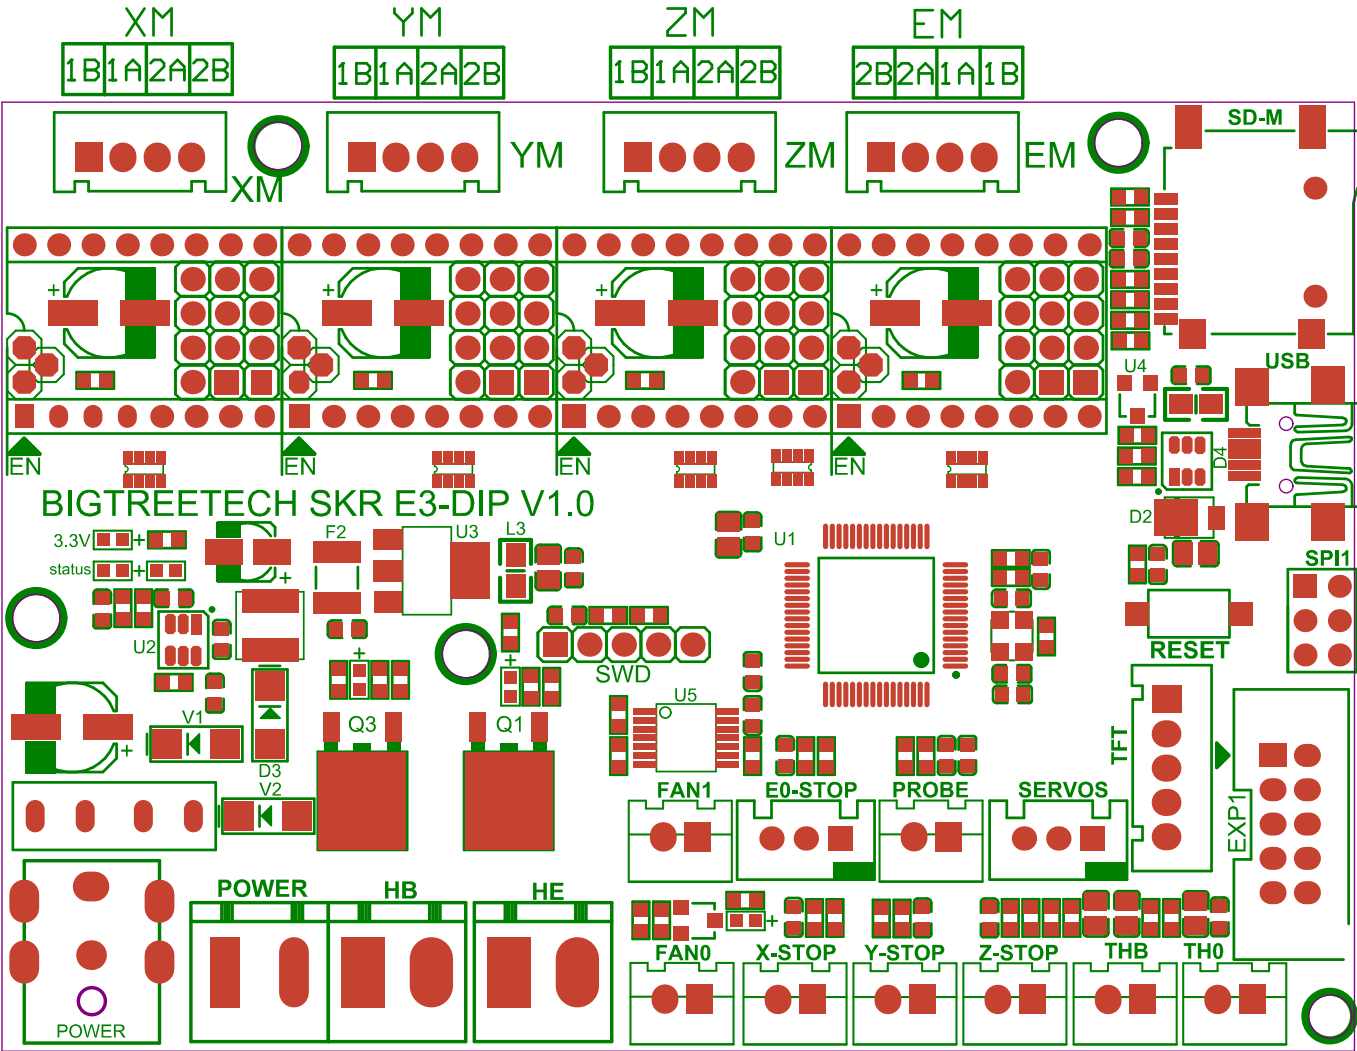 XM YM ZM EM
1B 1A 2A 2B 1B 1A 2A 2B 1B 1A 2A 2B 2B 2A 1A 1B
SD-M
XM YM ZM EM
+ + + +
USB
U4
EN EN EN EN
D4
BIGTREETECH SKR E3-DIP V1.0
D2
3.3V + F2 U3 L3 U1
status + +
SPI1
U2
SWD
RESET
+ +
U5
V1 Q3 Q1
+
TFT
D3
V2
FAN1 E0-STOP PROBE SERVOS
EXP1
POWER HB HE
+
FAN0 X-STOP Y-STOP Z-STOP THB TH0
POWER